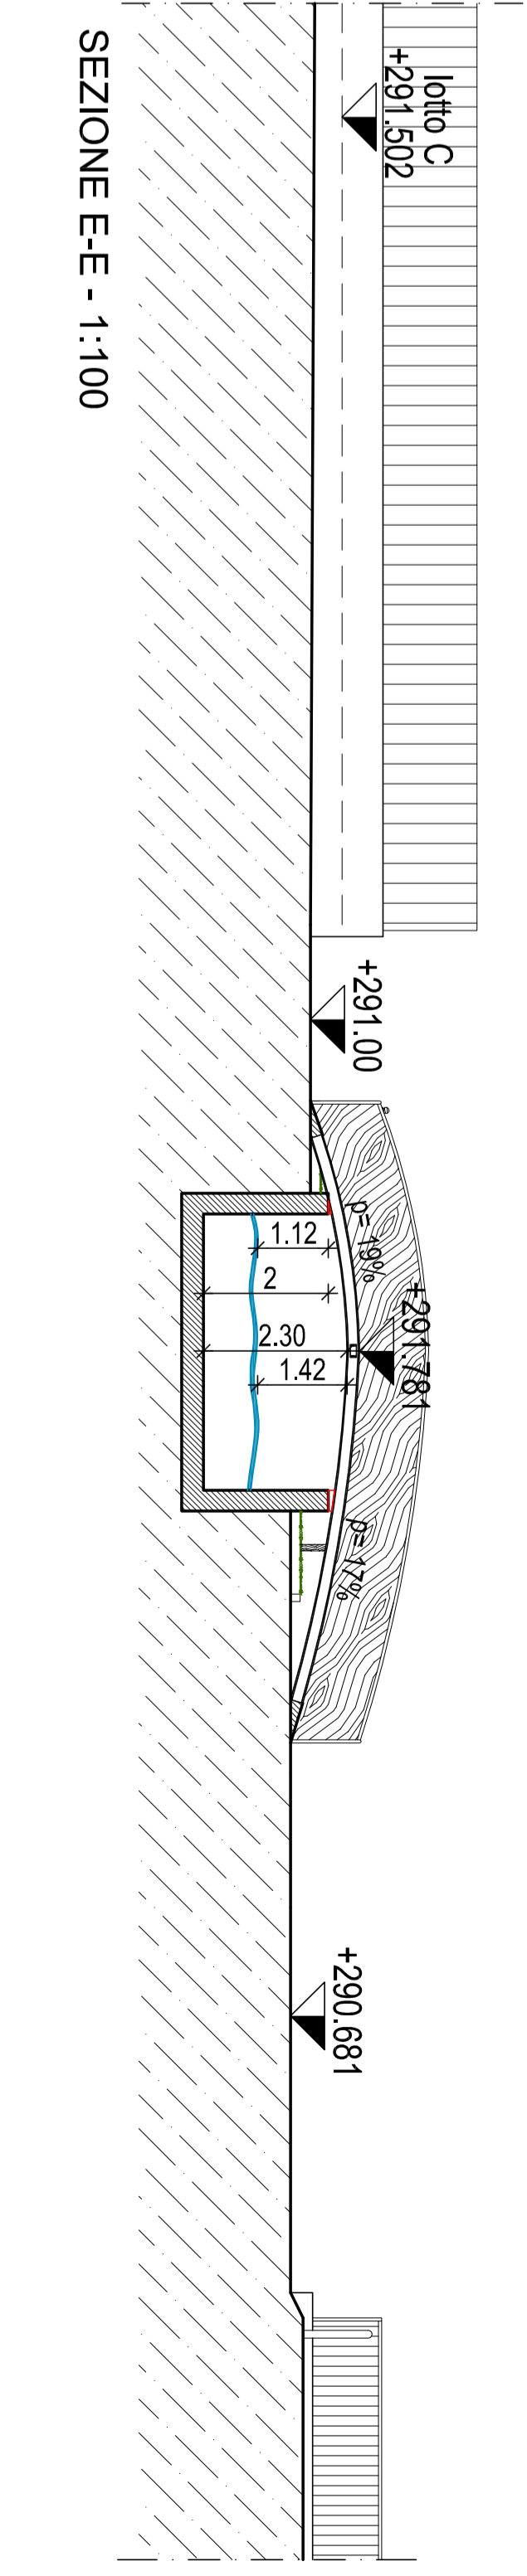 lotto C
+291.502
+291.00
p= 19%
+291.781
p= 17%
1.12
2
2.30
1.42
+290.681
SEZIONE E-E - 1:100